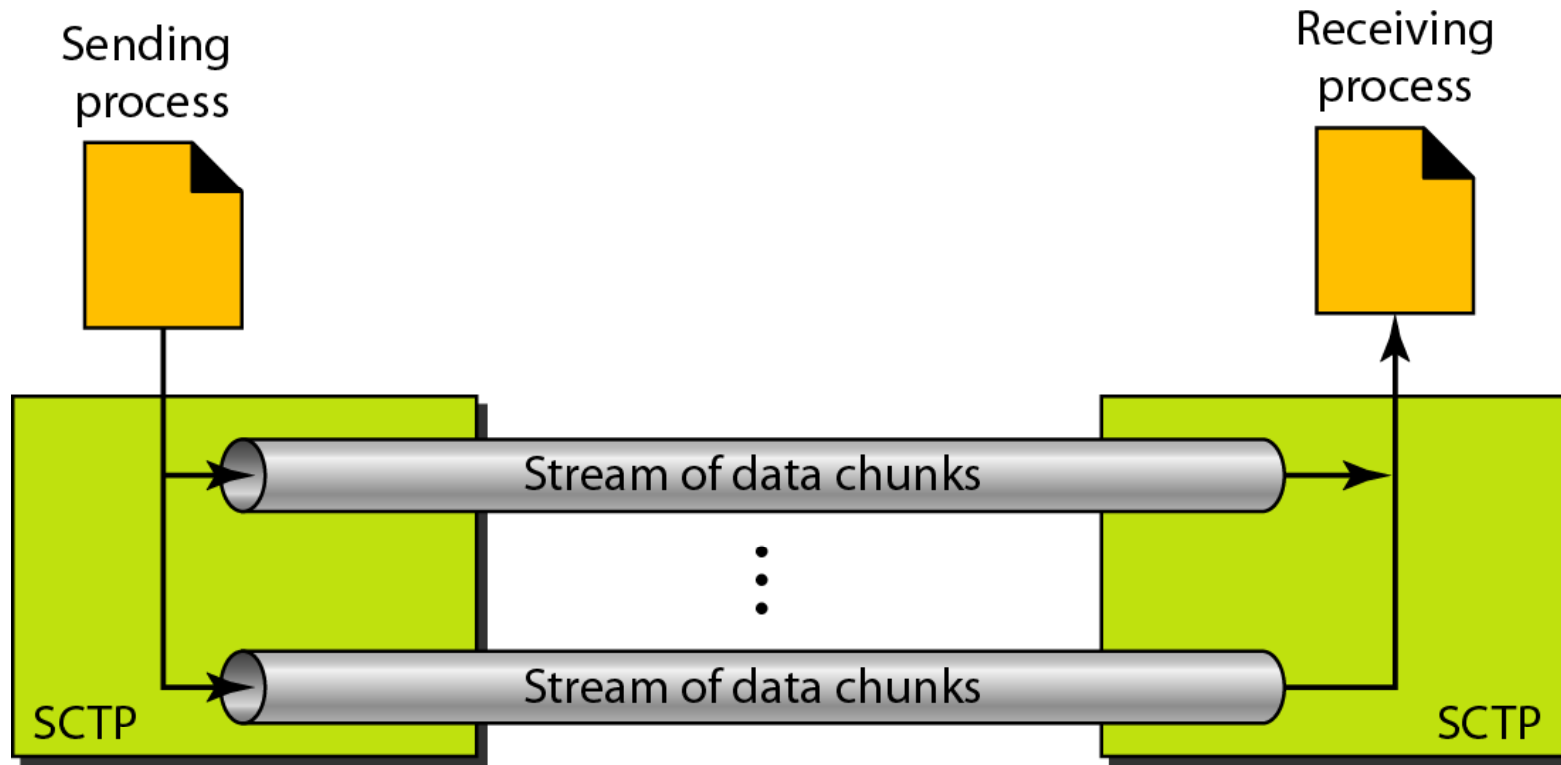 Sending
process
Receiving
process
Stream of data chunks
Stream of data chunks
SCTP
SCTP